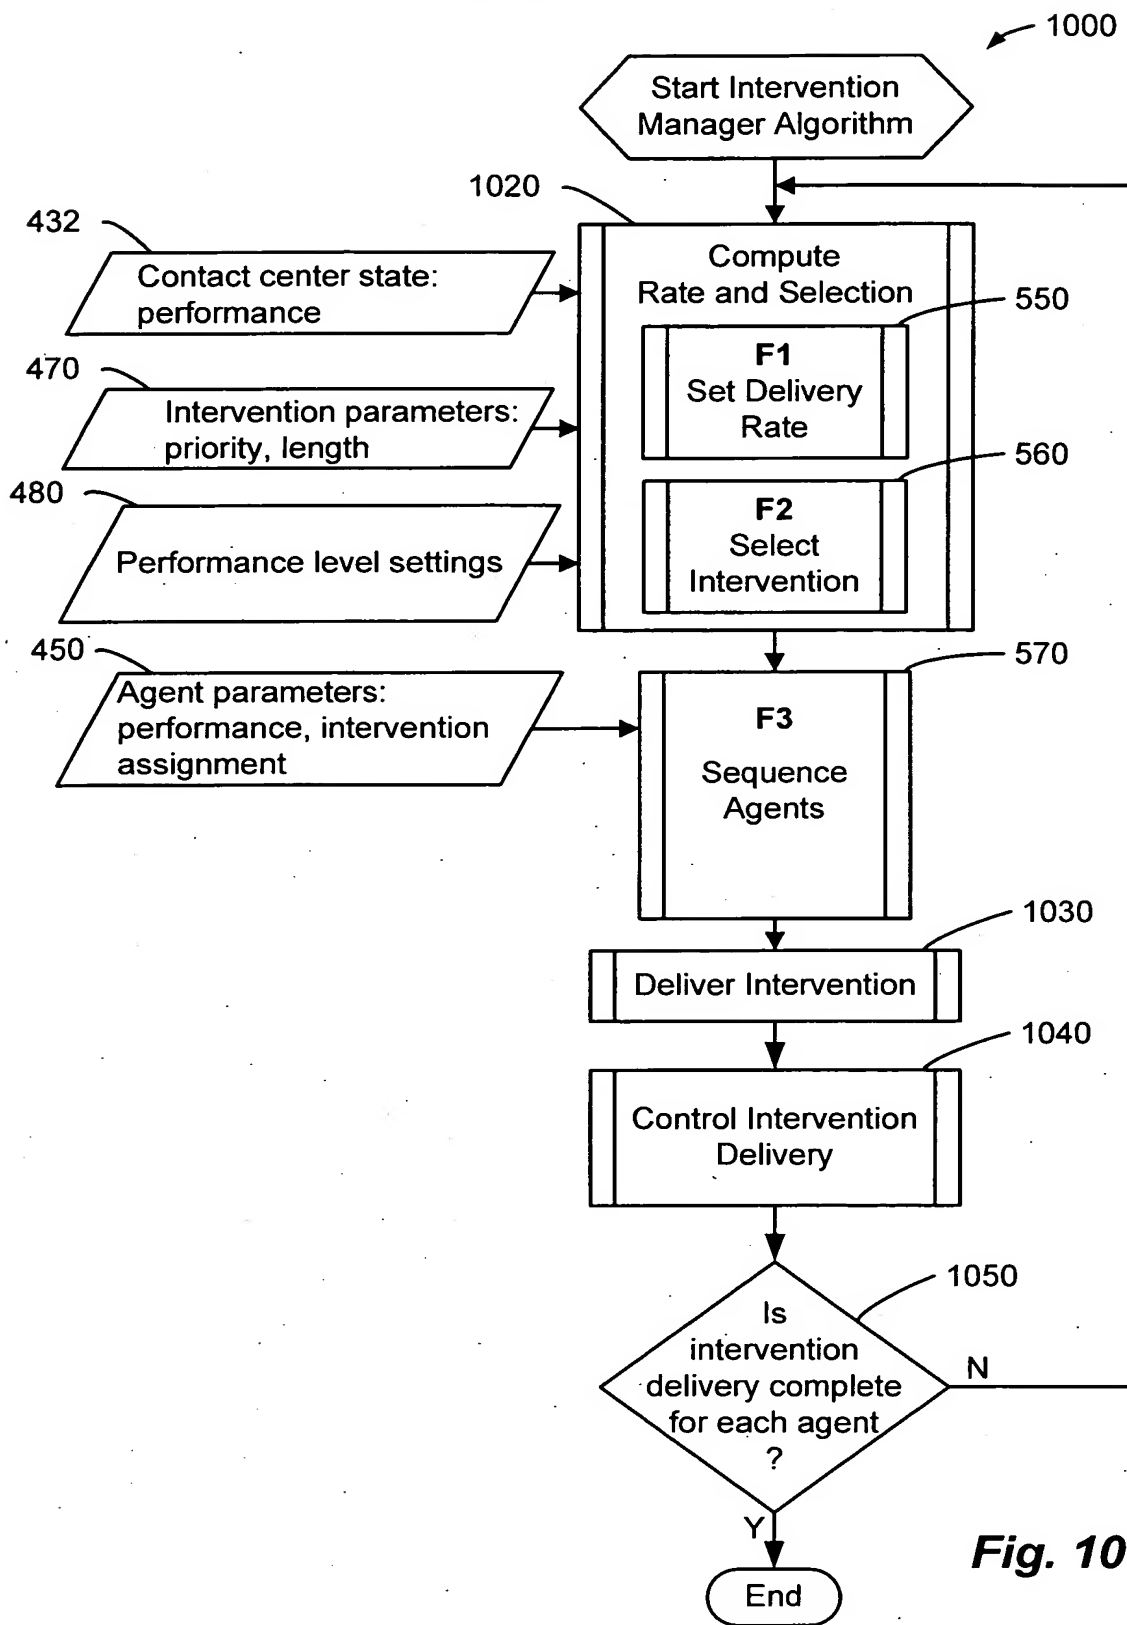 1000
Start Intervention
Manager Algorithm
1020
432
Contact center state:
performance
Compute
Rate and Selection
550
F1
Set Delivery
Rate
470
Intervention parameters:
priority, length
560
480
F2
Select
Intervention
Performance level settings
450
570
Agent parameters:
performance, intervention
assignment
F3
Sequence
Agents
1030
Deliver Intervention
1040
Control Intervention
Delivery
1050
Is
intervention
delivery complete
for each agent
?
N
Y
Fig. 10
End